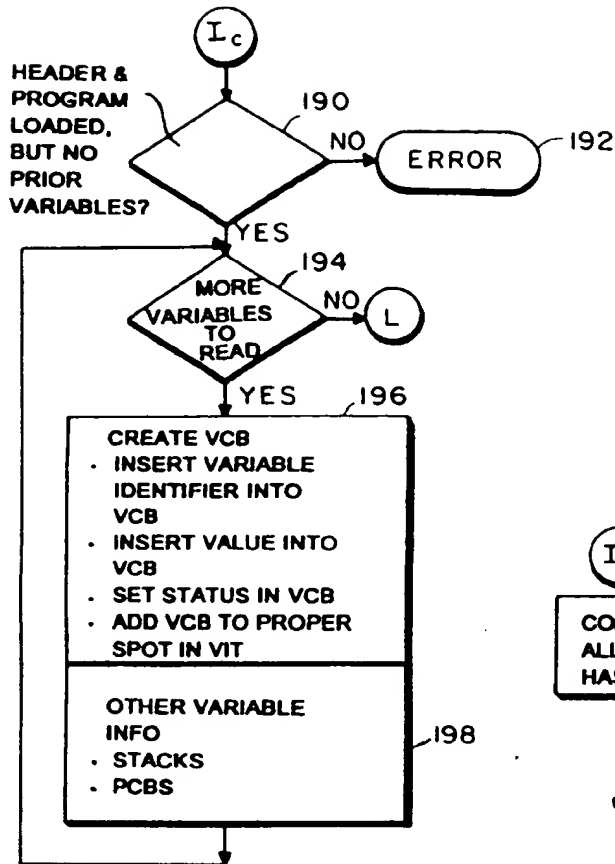 Ic
HEADER &
PROGRAM
LOADED,
BUT NO
PRIOR
VARIABLES?
190
NO
ERROR
192
YES
194
MORE
VARIABLES
TO
READ
NO
L
YES
196
CREATE VCB
· INSERT VARIABLE
IDENTIFIER INTO
VCB
· INSERT VALUE INTO
VCB
· SET STATUS IN VCB
· ADD VCB TO PROPER
SPOT IN VIT
OTHER VARIABLE
INFO
· STACKS
· PCBS
198
I
ALL